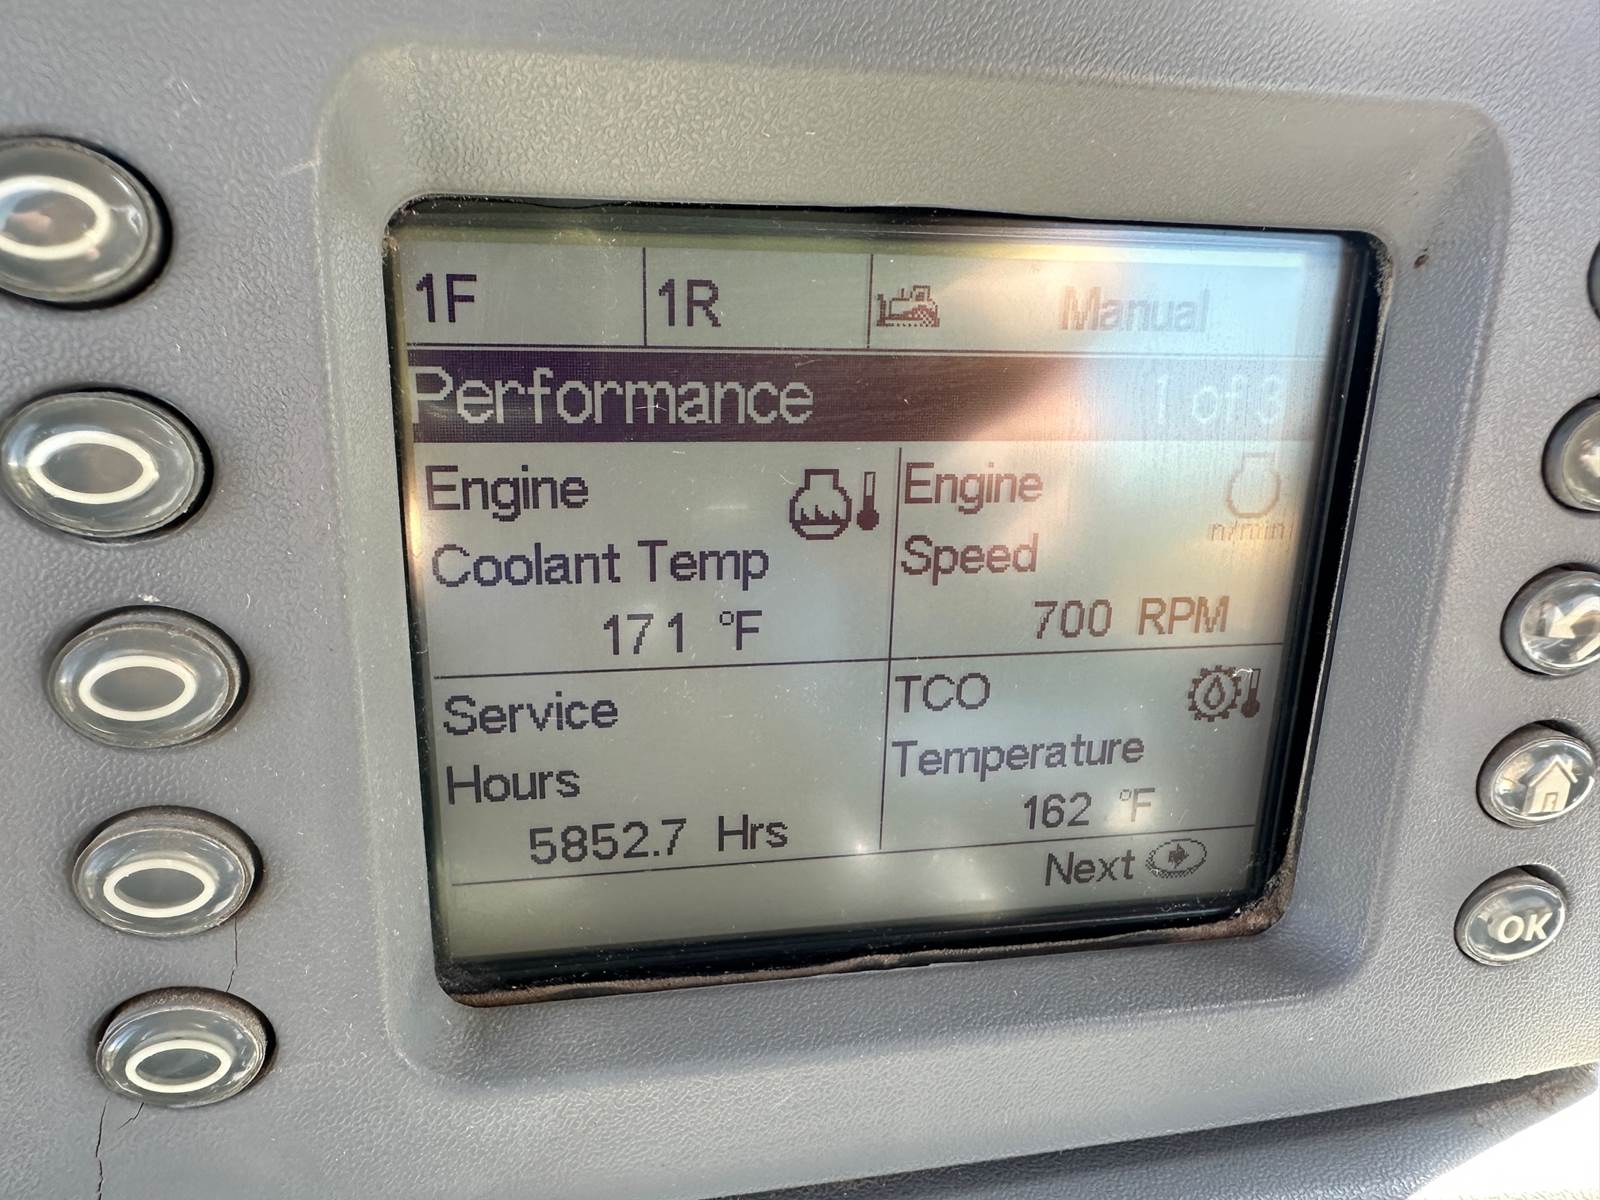 1F 1R Manual
Performance 1 of 3
Engine
Coolant Temp
171 °F
Engine
Speed
n/min
700 RPM
Service
Hours
5852.7 Hrs
TCO
Temperature
162 °F
Next
OK